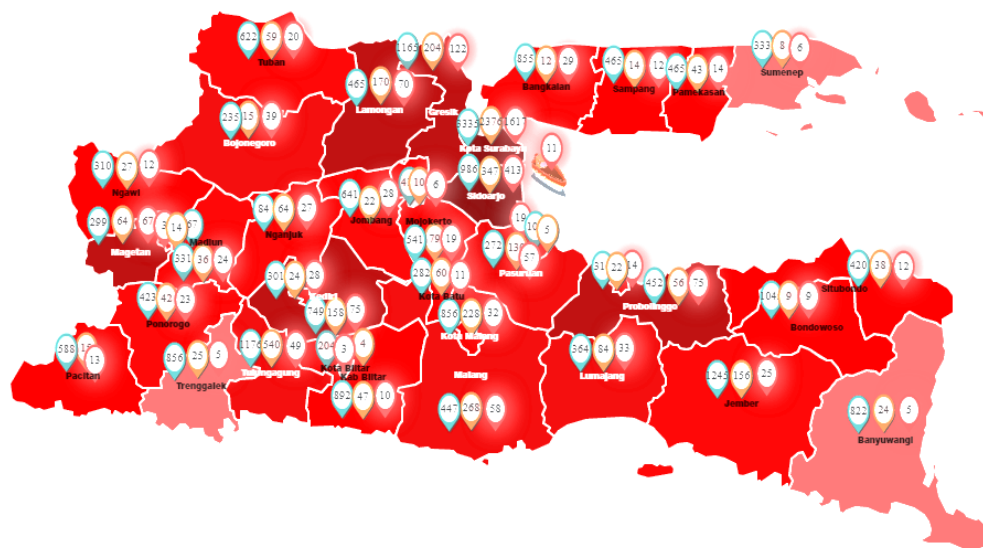 622 59 20
Tuban
1165 204 122
Gresik
465 170 70
Lamongan
855 12 29
Bangkalan
465 14 12
Sampang
465 43 14
Pamekasan
333 8 6
Sumenep
235 15 39
Bojonegoro
3335 2376 1617
Kota Surabaya
11
986 347 413
Sidoarjo
310 27 12
Ngawi
299 64 67
Magetan
14
Madiun
331 36 24
84 64 27
Nganjuk
641 22 28
Jombang
10 6
Mojokerto
541 79 19
19
5
272
57
Pasuruan
282 60 11
Kota Batu
301 24 28
Kediri
749 158 75
22 14
452 56 75
Probolinggo
420 38 12
Situbondo
104 9 9
Bondowoso
423 42 23
Ponorogo
856 228 32
Kota Malang
588
13
Pacitan
856 25 5
Trenggalek
1176 540 49
Tulungagung
204 3 4
Kota Blitar
Kab Blitar
892 47 10
Malang
447 268 58
364 84 33
Lumajang
1245 156 25
Jember
822 24 5
Banyuwangi